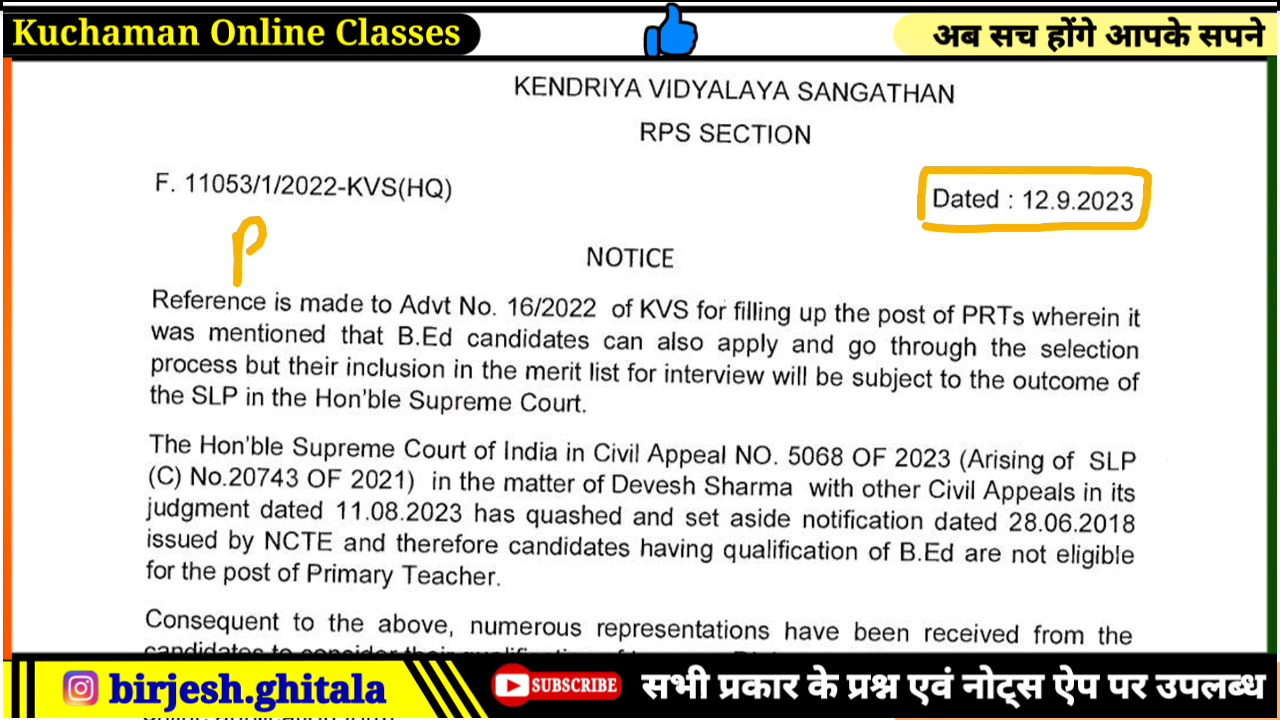 Kuchaman Online Classes
अब सच होंगे आपके सपने
KENDRIYA VIDYALAYA SANGATHAN
RPS SECTION
F. 11053/1/2022-KVS(HQ)
Dated : 12.9.2023
P
NOTICE
Reference is made to Advt No. 16/2022 of KVS for filling up the post of PRTs wherein it
was mentioned that B.Ed candidates can also apply and go through the selection
process but their inclusion in the merit list for interview will be subject to the outcome of
the SLP in the Hon'ble Supreme Court.
The Hon'ble Supreme Court of India in Civil Appeal NO. 5068 OF 2023 (Arising of SLP
(C) No.20743 OF 2021) in the matter of Devesh Sharma with other Civil Appeals in its
judgment dated 11.08.2023 has quashed and set aside notification dated 28.06.2018
issued by NCTE and therefore candidates having qualification of B.Ed are not eligible
for the post of Primary Teacher.
Consequent to the above, numerous representations have been received from the
candidates to consider their
birjesh.ghitala
SUBSCRIBE
सभी प्रकार के प्रश्न एवं नोट्स ऐप पर उपलब्ध